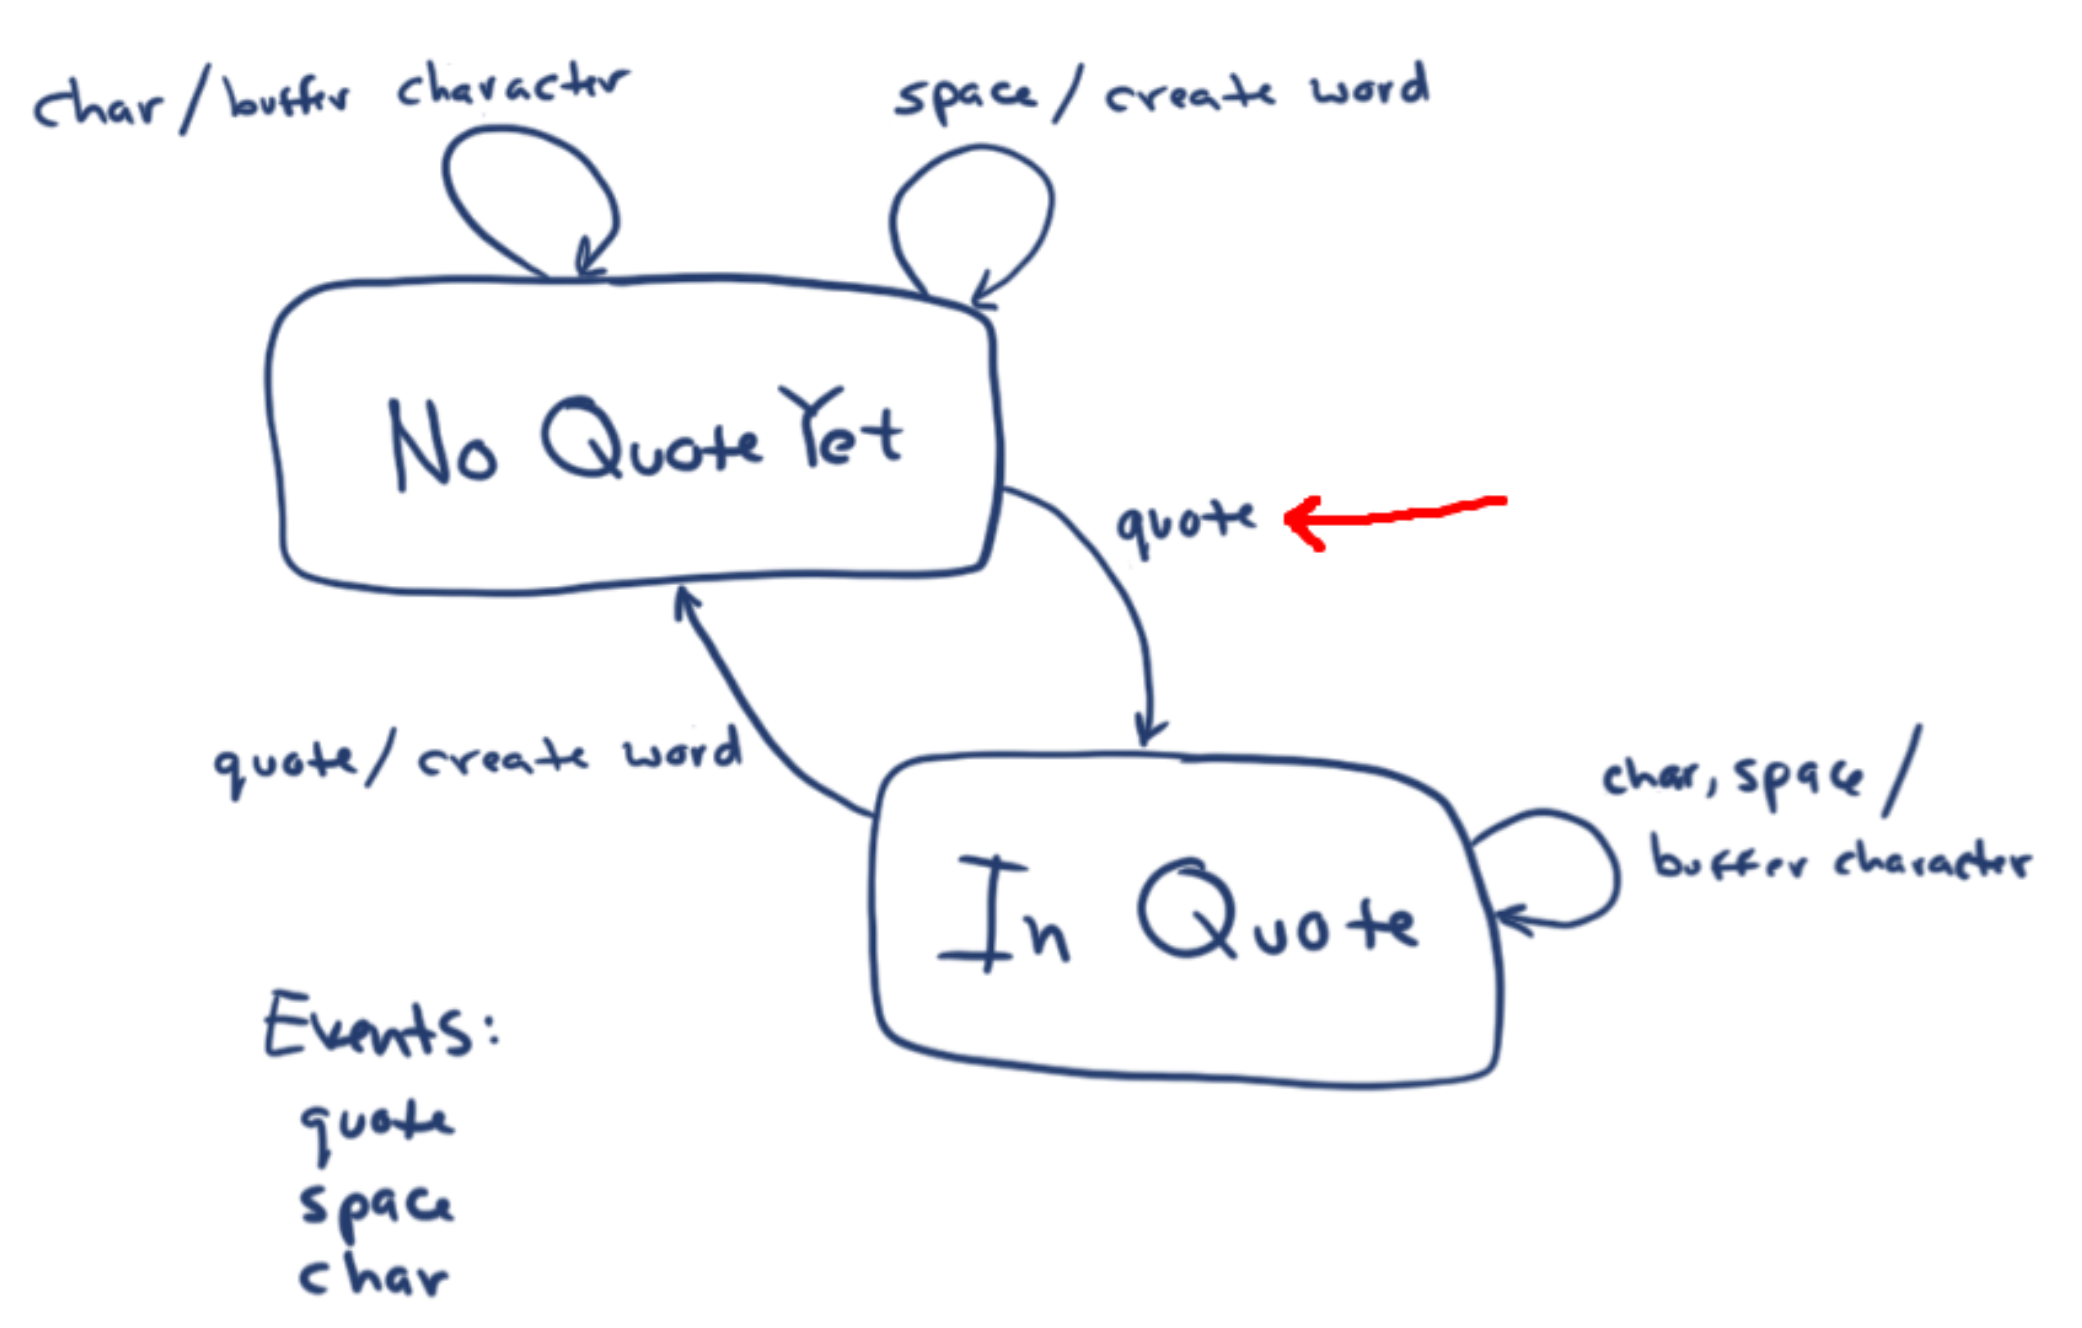 char/buffer character
space/create word
No Quote Yet
quote
quote/create word
char, space/
buffer character
In Quote
Events:
quote
space
char